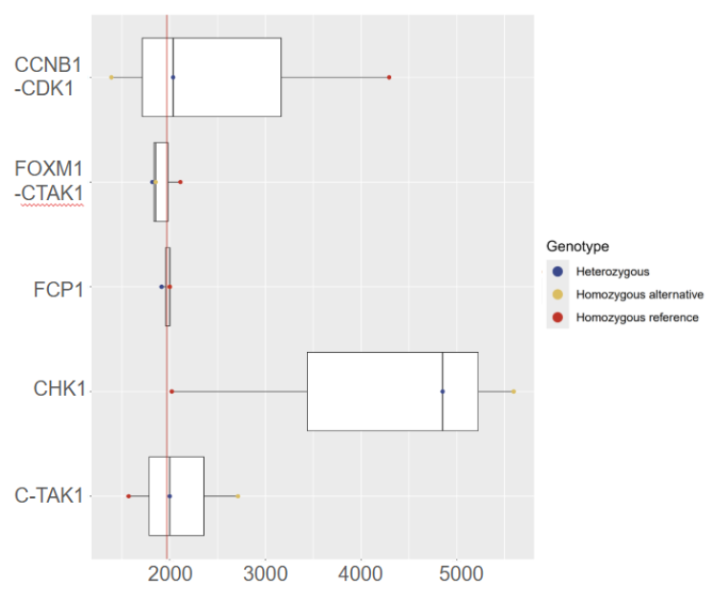 CCNB1
-CDK1
FOXM1
-CTAK1
FCP1
CHK1
C-TAK1
2000 3000 4000 5000
Genotype
Heterozygous
Homozygous alternative
Homozygous reference